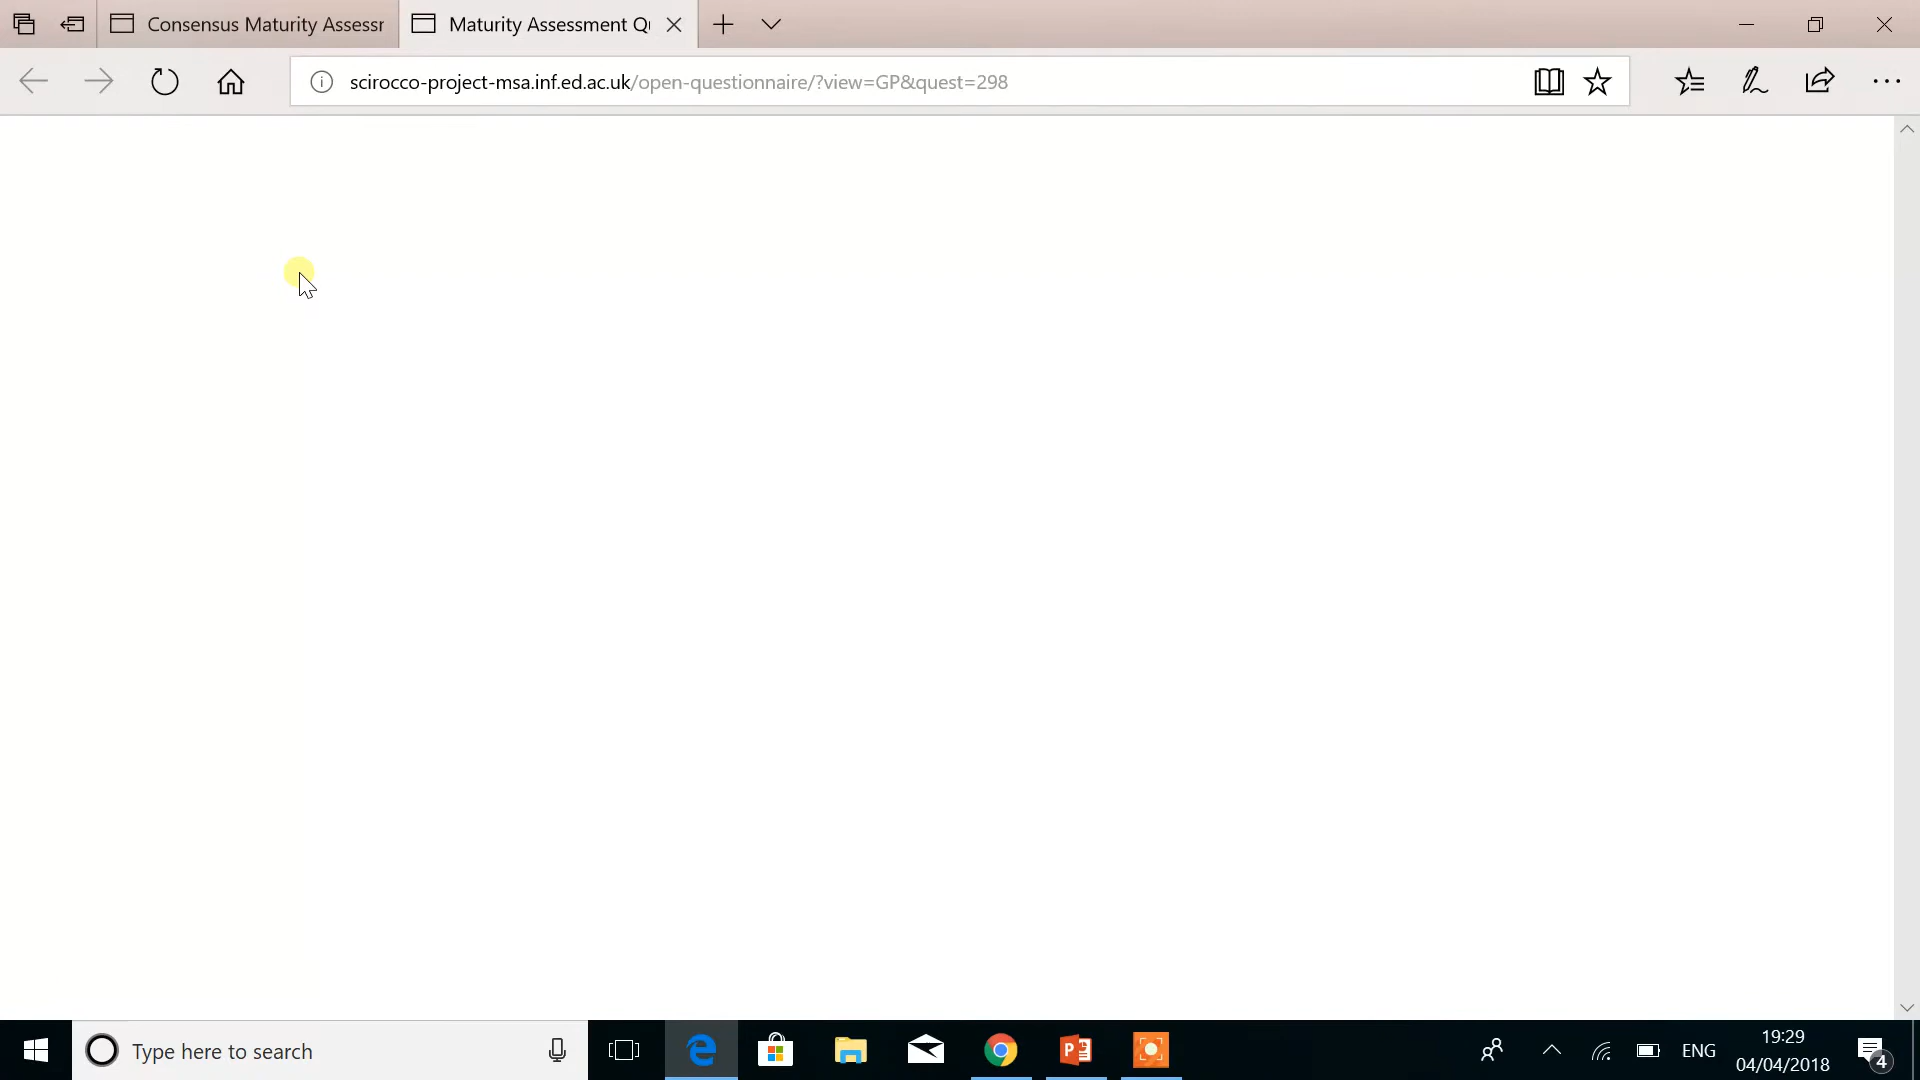 Consensus Maturity Assessr
Maturity Assessment Q
scirocco-project-msa.inf.ed.ac.uk/open-questionnaire/?view=GP&quest=298
Type here to search
ENG
19:29
04/04/2018
4